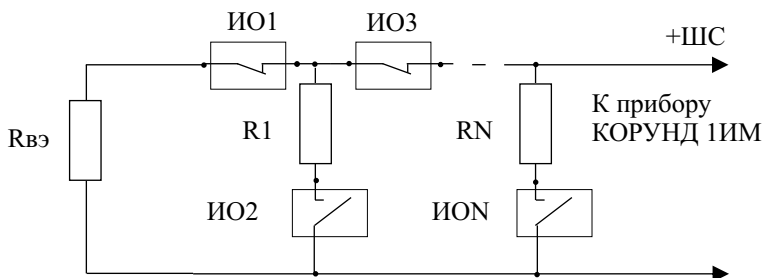 ИО1
ИО3
+ШС
Rвэ
R1
RN
К прибору
КОРУНД 1ИМ
ИО2
ИОN